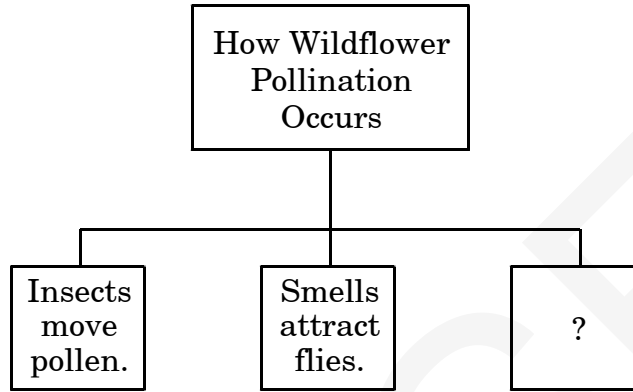 How Wildflower
Pollination
Occurs
Insects
move
pollen.
Smells
attract
flies.
?